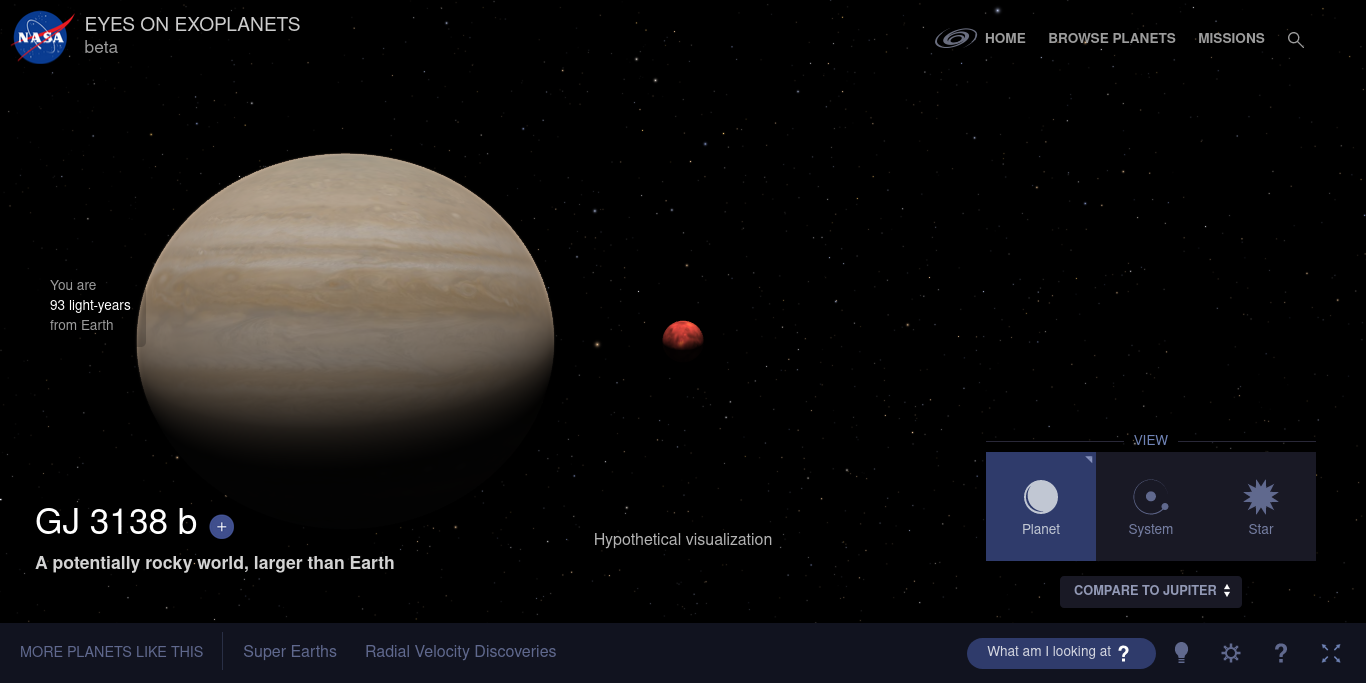 NASA
EYES ON EXOPLANETS
beta
HOME
BROWSE PLANETS
MISSIONS
You are
93 light-years
from Earth
VIEW
Planet
System
Star
GJ 3138 b +
A potentially rocky world, larger than Earth
Hypothetical visualization
COMPARE TO JUPITER
MORE PLANETS LIKE THIS
Super Earths
Radial Velocity Discoveries
What am I looking at ?
?